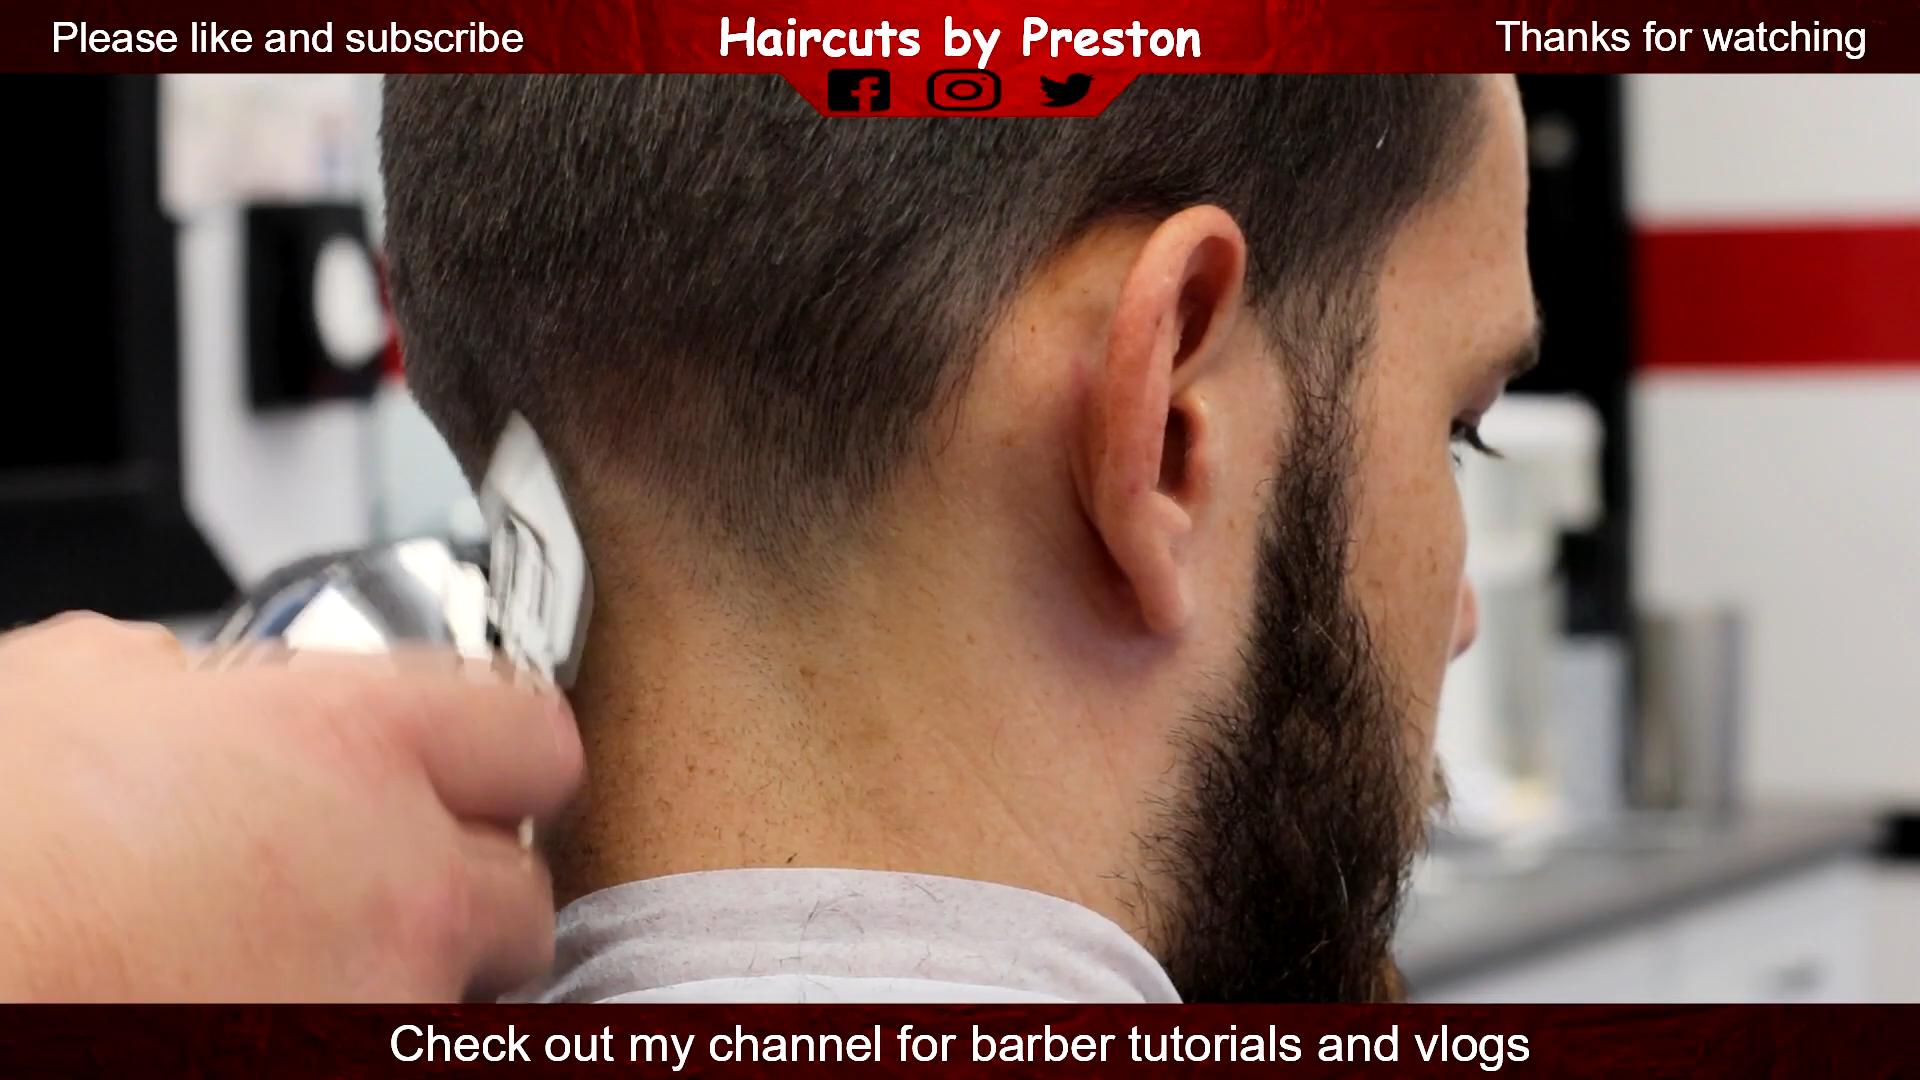 Please like and subscribe
Haircuts by Preston
Thanks for watching
Check out my channel for barber tutorials and vlogs